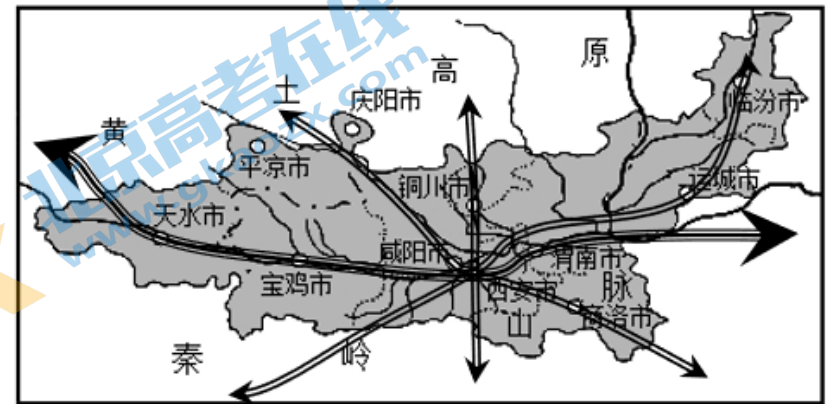 黄土高原
庆阳市
临汾市
平凉市
铜川市
运城市
天水市
咸阳市
渭南市
宝鸡市
西安市
商洛市
秦岭山脉
北京高考在线
www.gkaozx.com